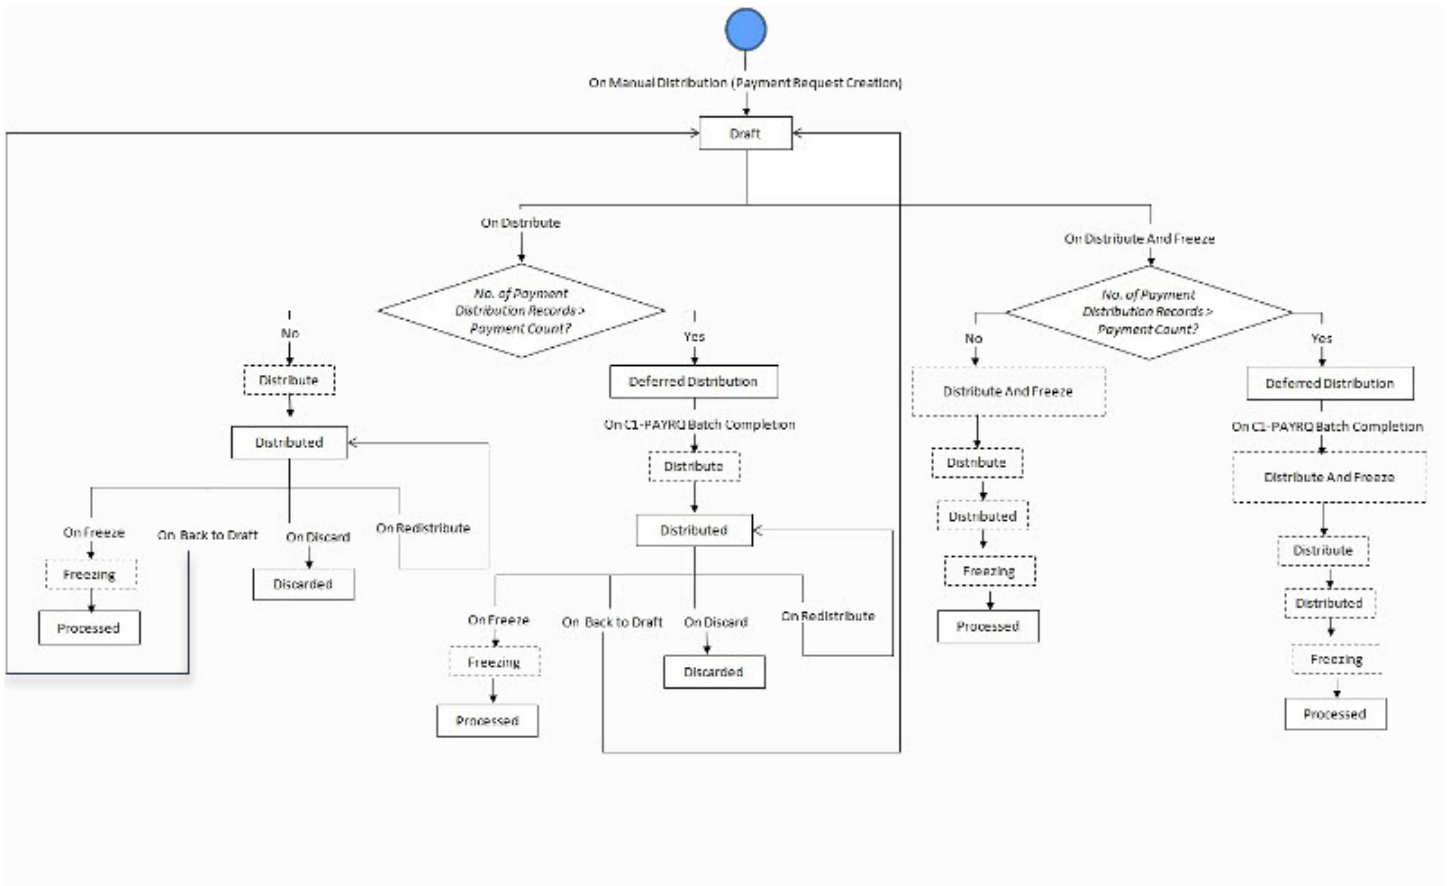 On Manual Distribution (Payment Request Creation)
Draft
On Distribute
No. of Payment
Distribution Records >
Payment Count?
No
Distribute
Distributed
On Freeze
On Back to Draft
On Discard
On Redistribute
Freezing
Discarded
Processed
Yes
Deferred Distribution
On C1-PAYRQ Batch Completion
Distribute
Distributed
On Freeze
On Back to Draft
On Discard
On Redistribute
Freezing
Discarded
Processed
On Distribute And Freeze
No. of Payment
Distribution Records >
Payment Count?
No
Distribute And Freeze
Distribute
Distributed
Freezing
Processed
Yes
Deferred Distribution
On C1-PAYRQ Batch Completion
Distribute And Freeze
Distribute
Distributed
Freezing
Processed